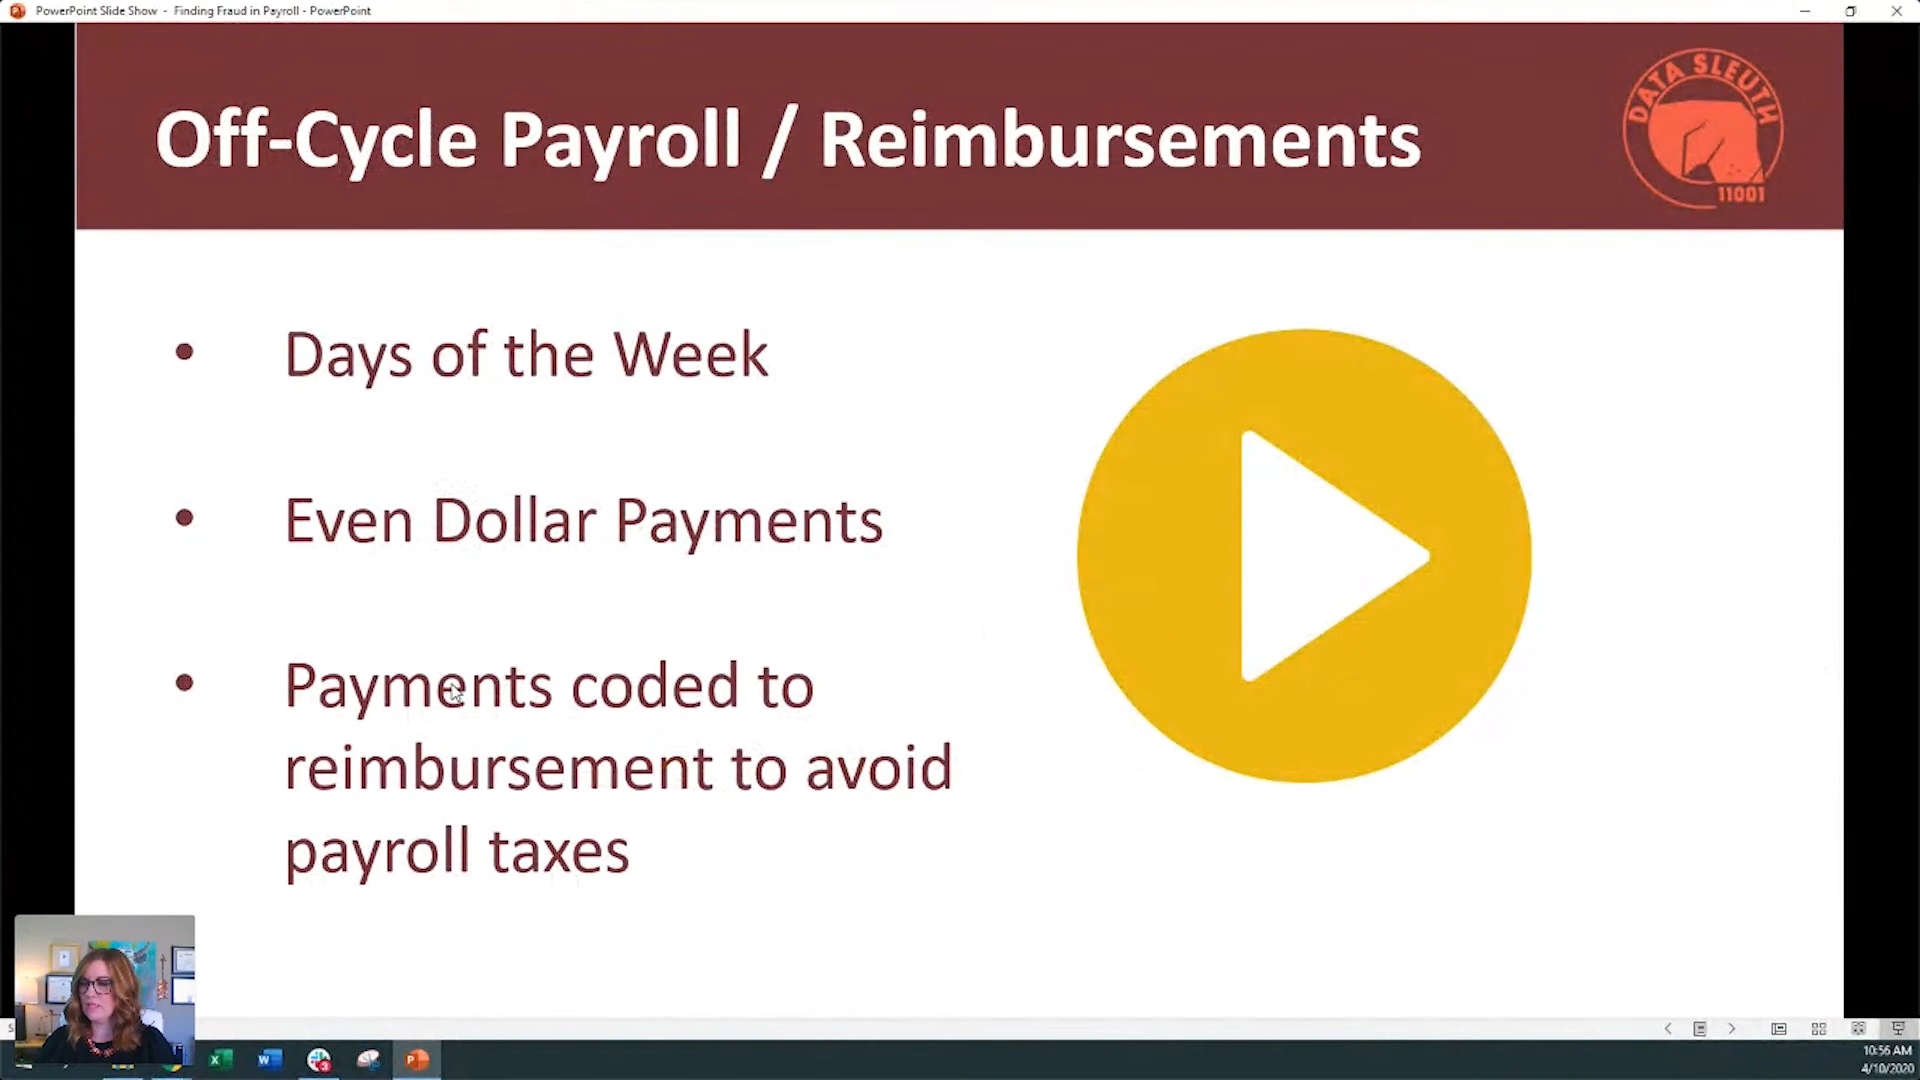 PowerPoint Slide Show - Finding Fraud in Payroll - PowerPoint
Off-Cycle Payroll / Reimbursements
DATA SLEUTH
11001
• Days of the Week
• Even Dollar Payments
• Payments coded to
reimbursement to avoid
payroll taxes
10:56 AM
4/10/2020